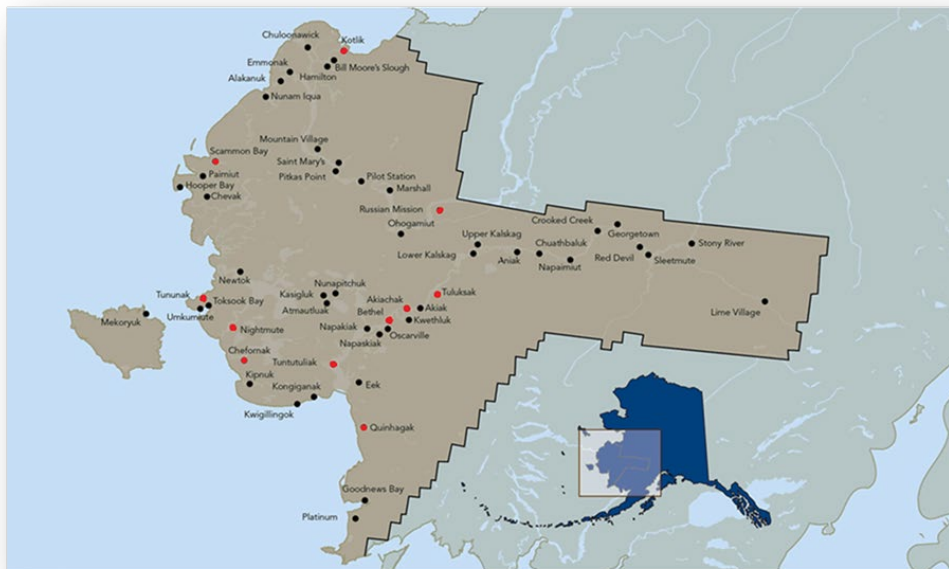 Chuloonawick
Kotlik
Emmonak
Bill Moore's Slough
Hamilton
Alakanuk
Nunam Iqua
Mountain Village
Scammon Bay
Saint Mary's
Paimiut
Pitkas Point
Pilot Station
Hooper Bay
Marshall
Chevak
Russian Mission
Ohogamiut
Crooked Creek
Upper Kalskag
Chuathbaluk
Georgetown
Stony River
Lower Kalskag
Aniak
Napaimiut
Red Devil
Sleetmute
Newtok
Nunapitchuk
Tuluksak
Tununak
Toksook Bay
Kasigluk
Akiachak
Umkumute
Atmautluak
Akiak
Lime Village
Mekoryuk
Bethel
Kwethluk
Nightmute
Napakiak
Oscarville
Napaskiak
Chefornak
Tuntutuliak
Kipnuk
Kongiganak
Eek
Kwigillingok
Quinhagak
Goodnews Bay
Platinum